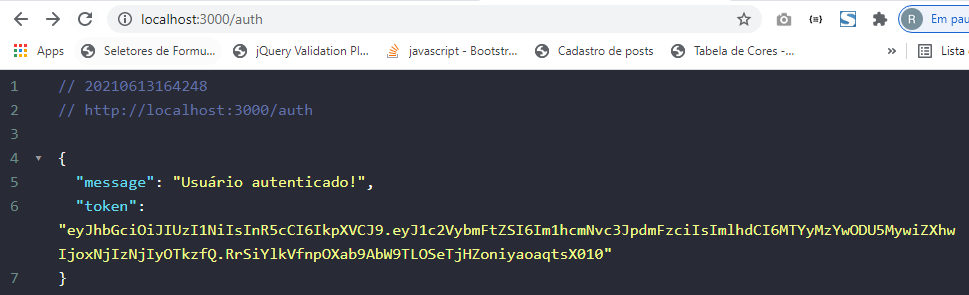 localhost:3000/auth
R Em pau
Apps Seletores de Formu... jQuery Validation Pl... javascript - Bootstr... Cadastro de posts Tabela de Cores -... » Lista
1 // 20210613164248
2 // http://localhost:3000/auth
3
4 {
5 "message": "Usuário autenticado!",
6 "token":
"eyJhbGciOiJIUzI1NiIsInR5cCI6IkpXVCJ9.eyJ1c2VybmFtZSI6Im1hcmNvc3JpdmFzciIsImlhdCI6MTYyMzYwODU5MywiZXhw
IjoxNjIzNjIyOTkzfQ.RrSiYlkVfnpOXab9AbW9TLOSeTjHZoniyaoaqtsX010"
7 }